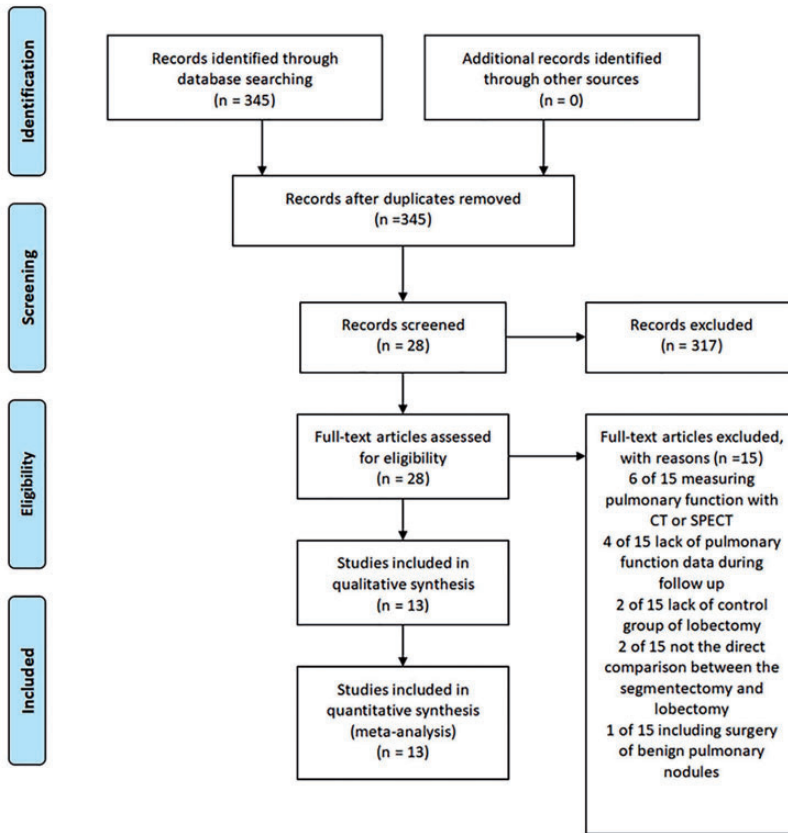 Identification
Records identified through
database searching
(n = 345)
Additional records identified
through other sources
(n = 0)
Records after duplicates removed
(n =345)
Screening
Records screened
(n = 28)
Records excluded
(n = 317)
Eligibility
Full-text articles assessed
for eligibility
(n = 28)
Full-text articles excluded,
with reasons (n =15)
6 of 15 measuring
pulmonary function with
CT or SPECT
4 of 15 lack of pulmonary
function data during
follow up
2 of 15 lack of control
group of lobectomy
2 of 15 not the direct
comparison between the
segmentectomy and
lobectomy
1 of 15 including surgery
of benign pulmonary
nodules
Studies included in
qualitative synthesis
(n = 13)
Included
Studies included in
quantitative synthesis
(meta-analysis)
(n = 13)